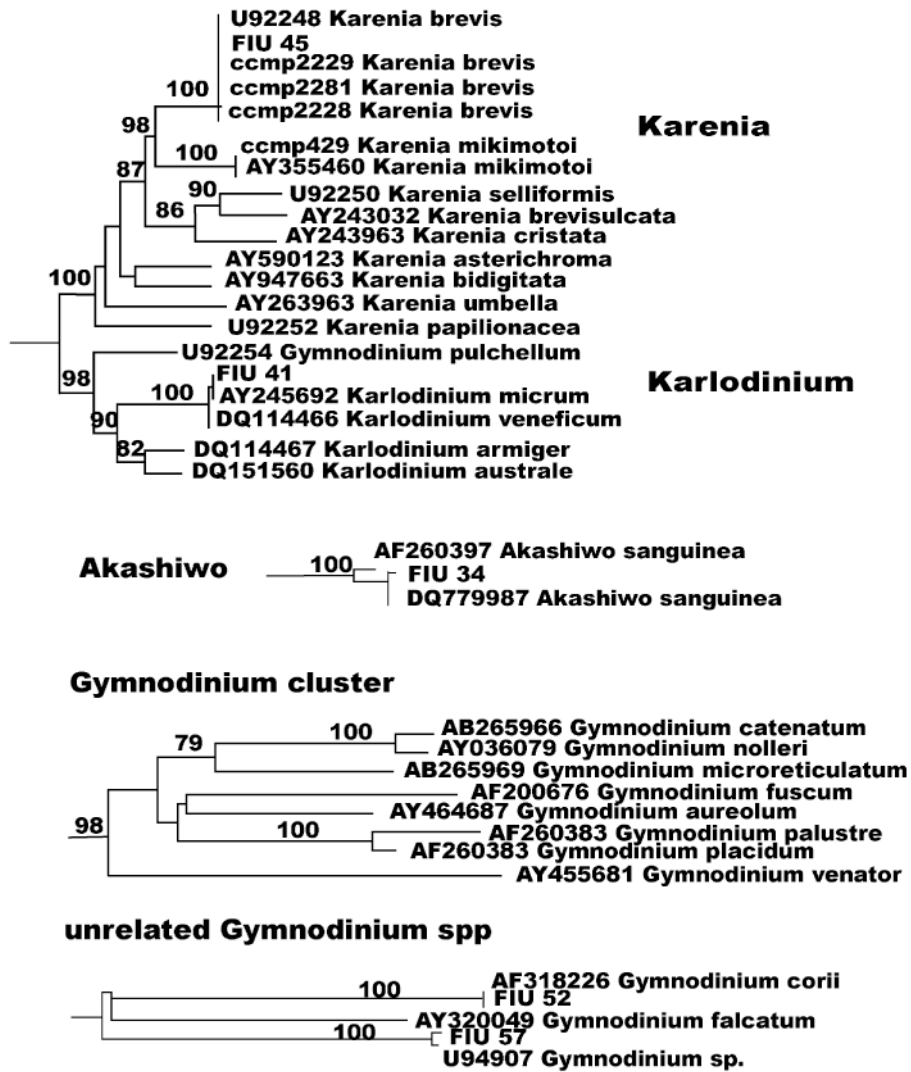 U92248 Karenia brevis
FIU 45
ccmp2229 Karenia brevis
100
ccmp2281 Karenia brevis
ccmp2228 Karenia brevis
Karenia
98
ccmp429 Karenia mikimotoi
100
AY355460 Karenia mikimotoi
87
90
U92250 Karenia selliformis
86
AY243032 Karenia brevisulcata
AY243963 Karenia cristata
AY590123 Karenia asterichroma
100
AY947663 Karenia bidigitata
AY263963 Karenia umbella
U92252 Karenia papilionacea
U92254 Gymnodinium pulchellum
98
FIU 41
Karlodinium
100
AY245692 Karlodinium micrum
90
DQ114466 Karlodinium veneficum
82
DQ114467 Karlodinium armiger
DQ151560 Karlodinium australe
Akashiwo
100
AF260397 Akashiwo sanguinea
FIU 34
DQ779987 Akashiwo sanguinea
Gymnodinium cluster
79
100
AB265966 Gymnodinium catenatum
AY036079 Gymnodinium nolleri
AB265969 Gymnodinium microreticulatum
AF200676 Gymnodinium fuscum
AY464687 Gymnodinium aureolum
98
100
AF260383 Gymnodinium palustre
AF260383 Gymnodinium placidum
AY455681 Gymnodinium venator
unrelated Gymnodinium spp
AF318226 Gymnodinium corii
100
FIU 52
AY320049 Gymnodinium falcatum
100
FIU 57
U94907 Gymnodinium sp.